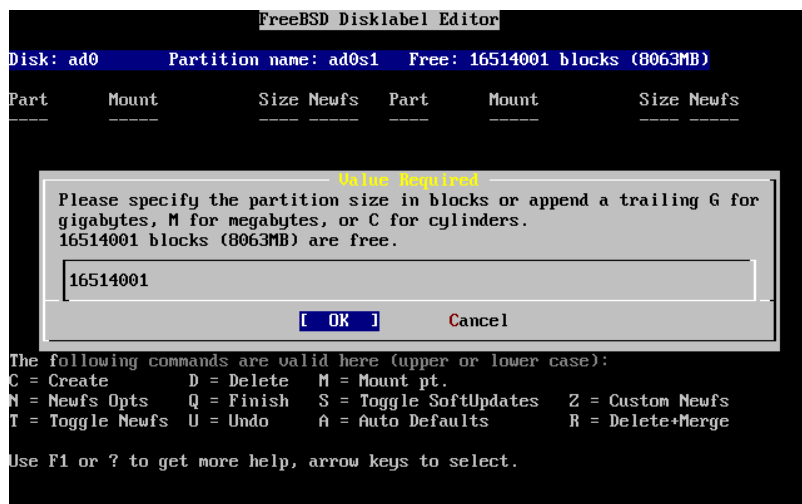 FreeBSD Disklabel Editor
Disk: ad0 Partition name: ad0s1 Free: 16514001 blocks (8063MB)
Part Mount Size Newfs Part Mount Size Newfs
---- ----- ---- ----- ---- ----- ---- -----
Value Required
Please specify the partition size in blocks or append a trailing G for
gigabytes, M for megabytes, or C for cylinders.
16514001 blocks (8063MB) are free.
16514001
[ OK ] Cancel
The following commands are valid here (upper or lower case):
C = Create D = Delete M = Mount pt.
N = Newfs Opts Q = Finish S = Toggle SoftUpdates Z = Custom Newfs
T = Toggle Newfs U = Undo A = Auto Defaults R = Delete+Merge
Use F1 or ? to get more help, arrow keys to select.